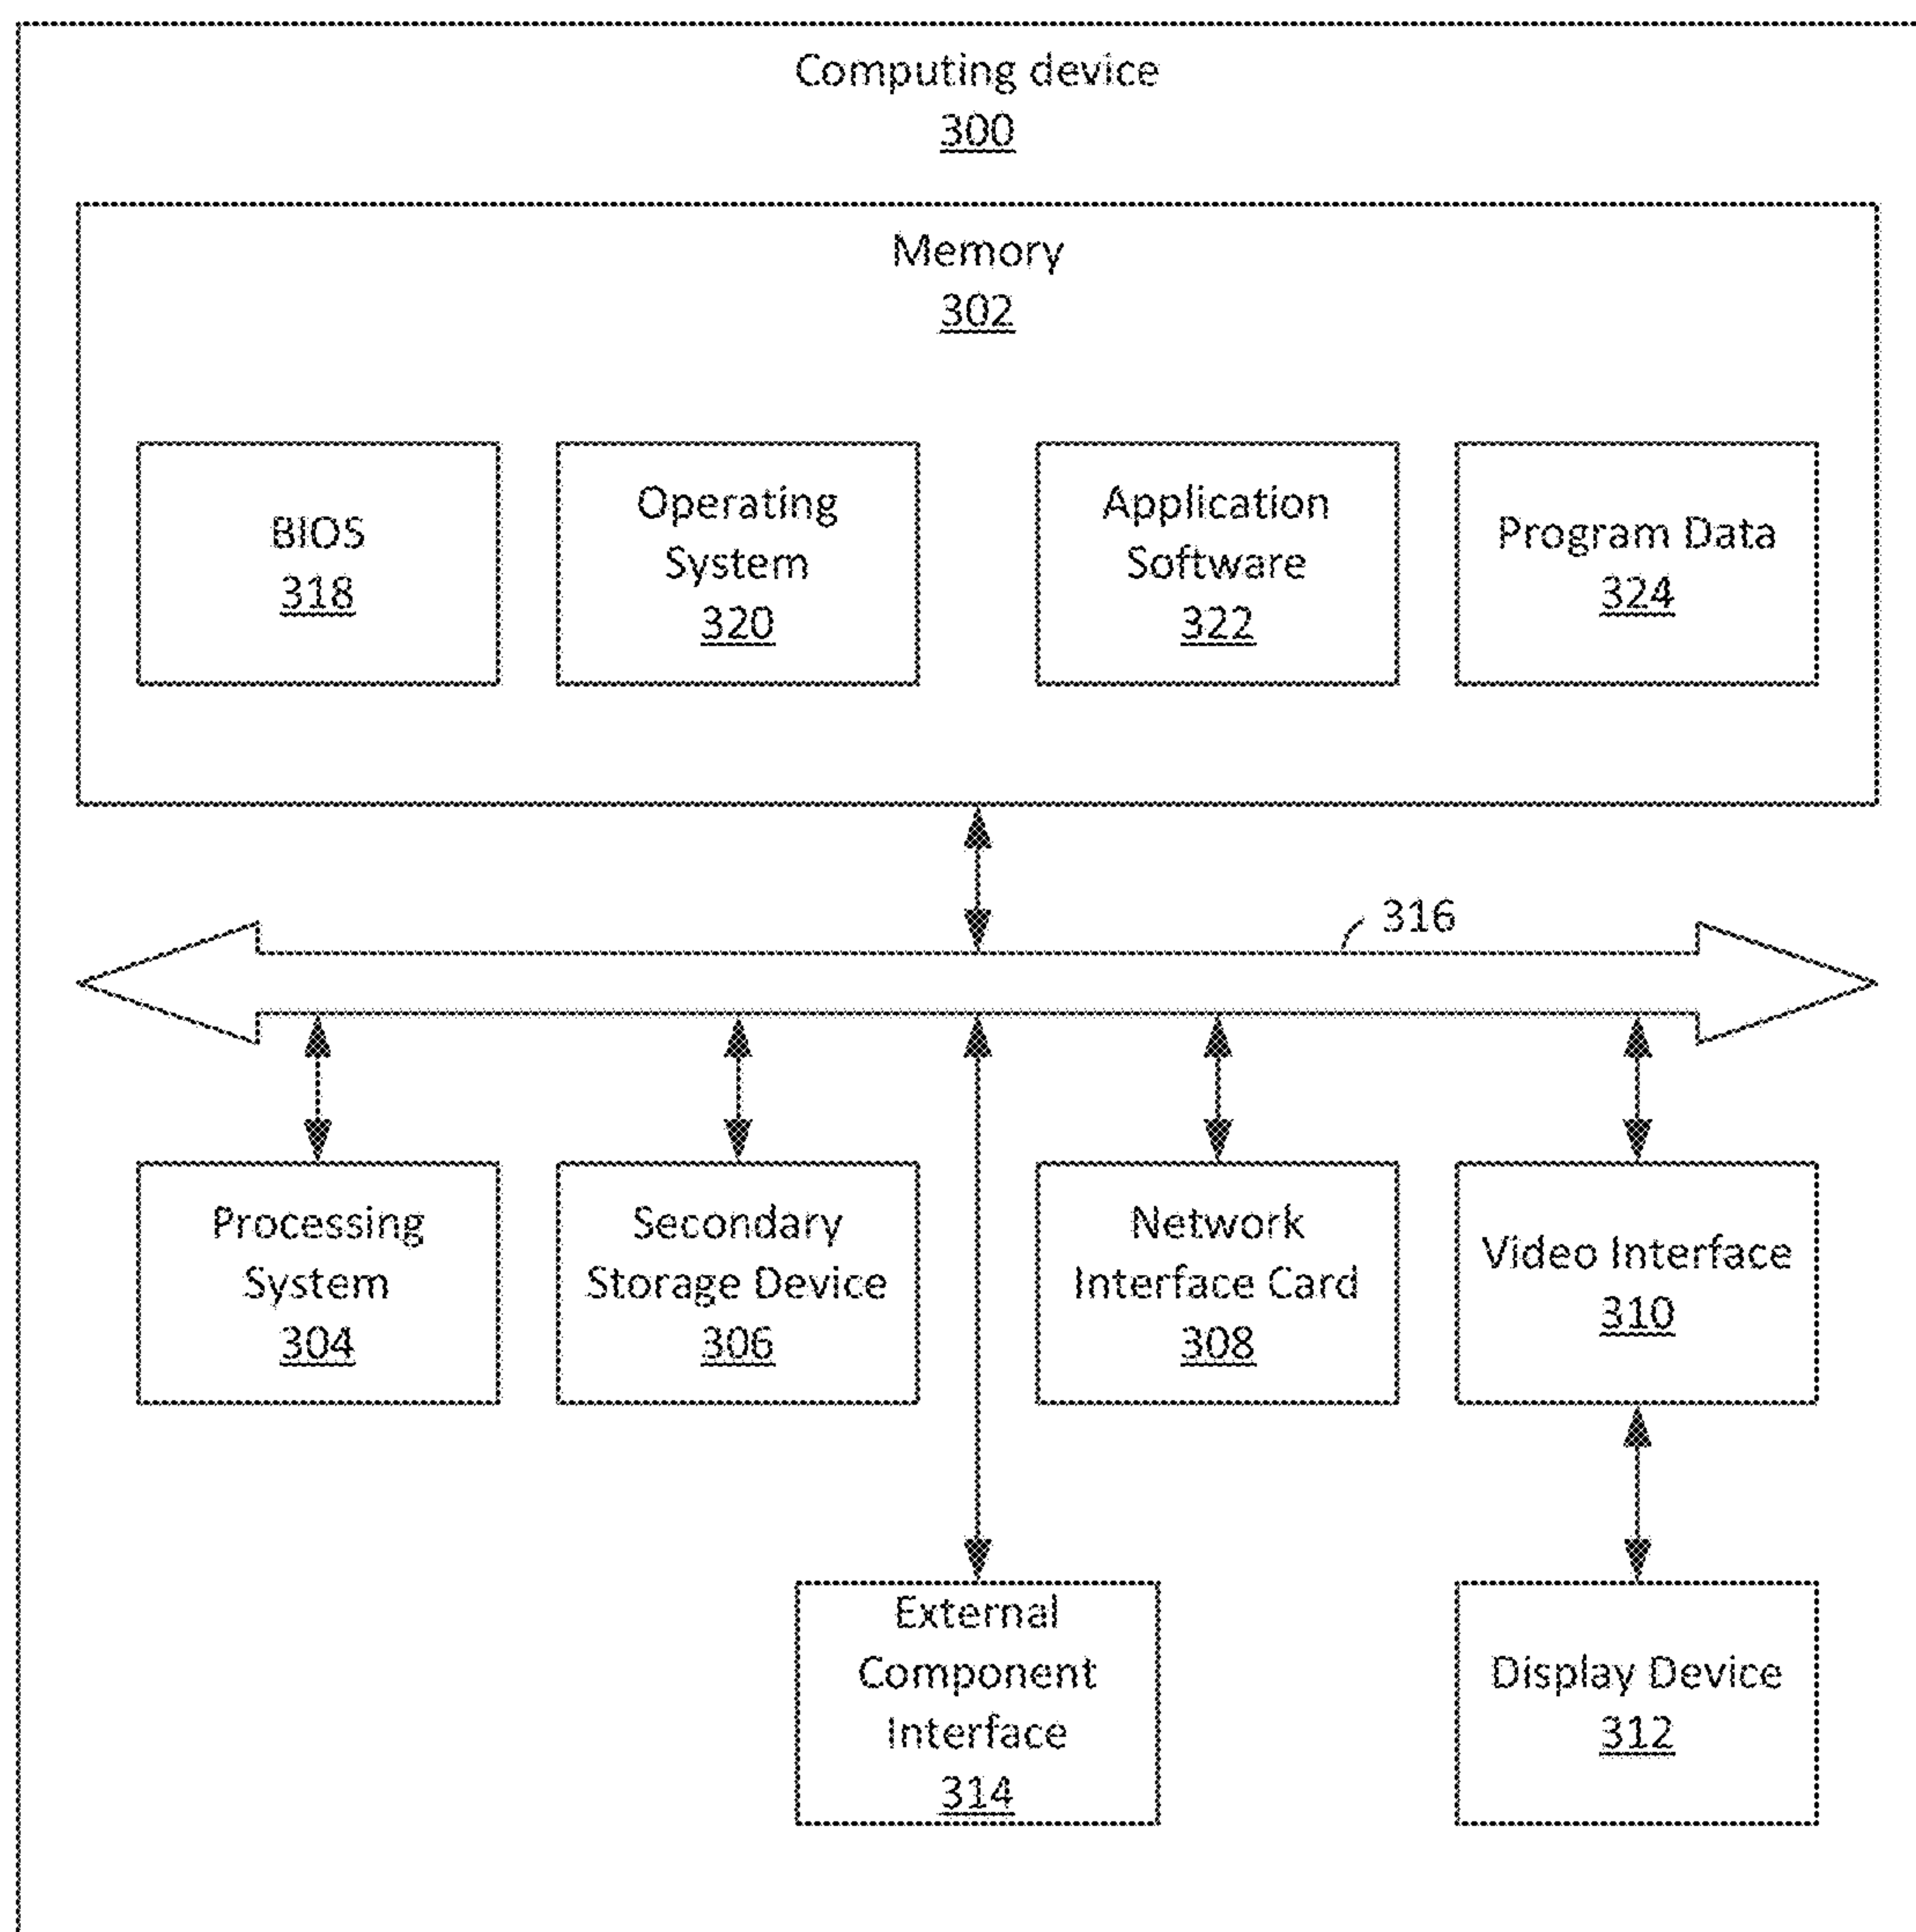 Computing device
300
Memory
302
BIOS
318
Operating
System
320
Application
Software
322
Program Data
324
316
Processing
System
304
Secondary
Storage Device
306
Network
Interface Card
308
Video Interface
310
External
Component
Interface
314
Display Device
312